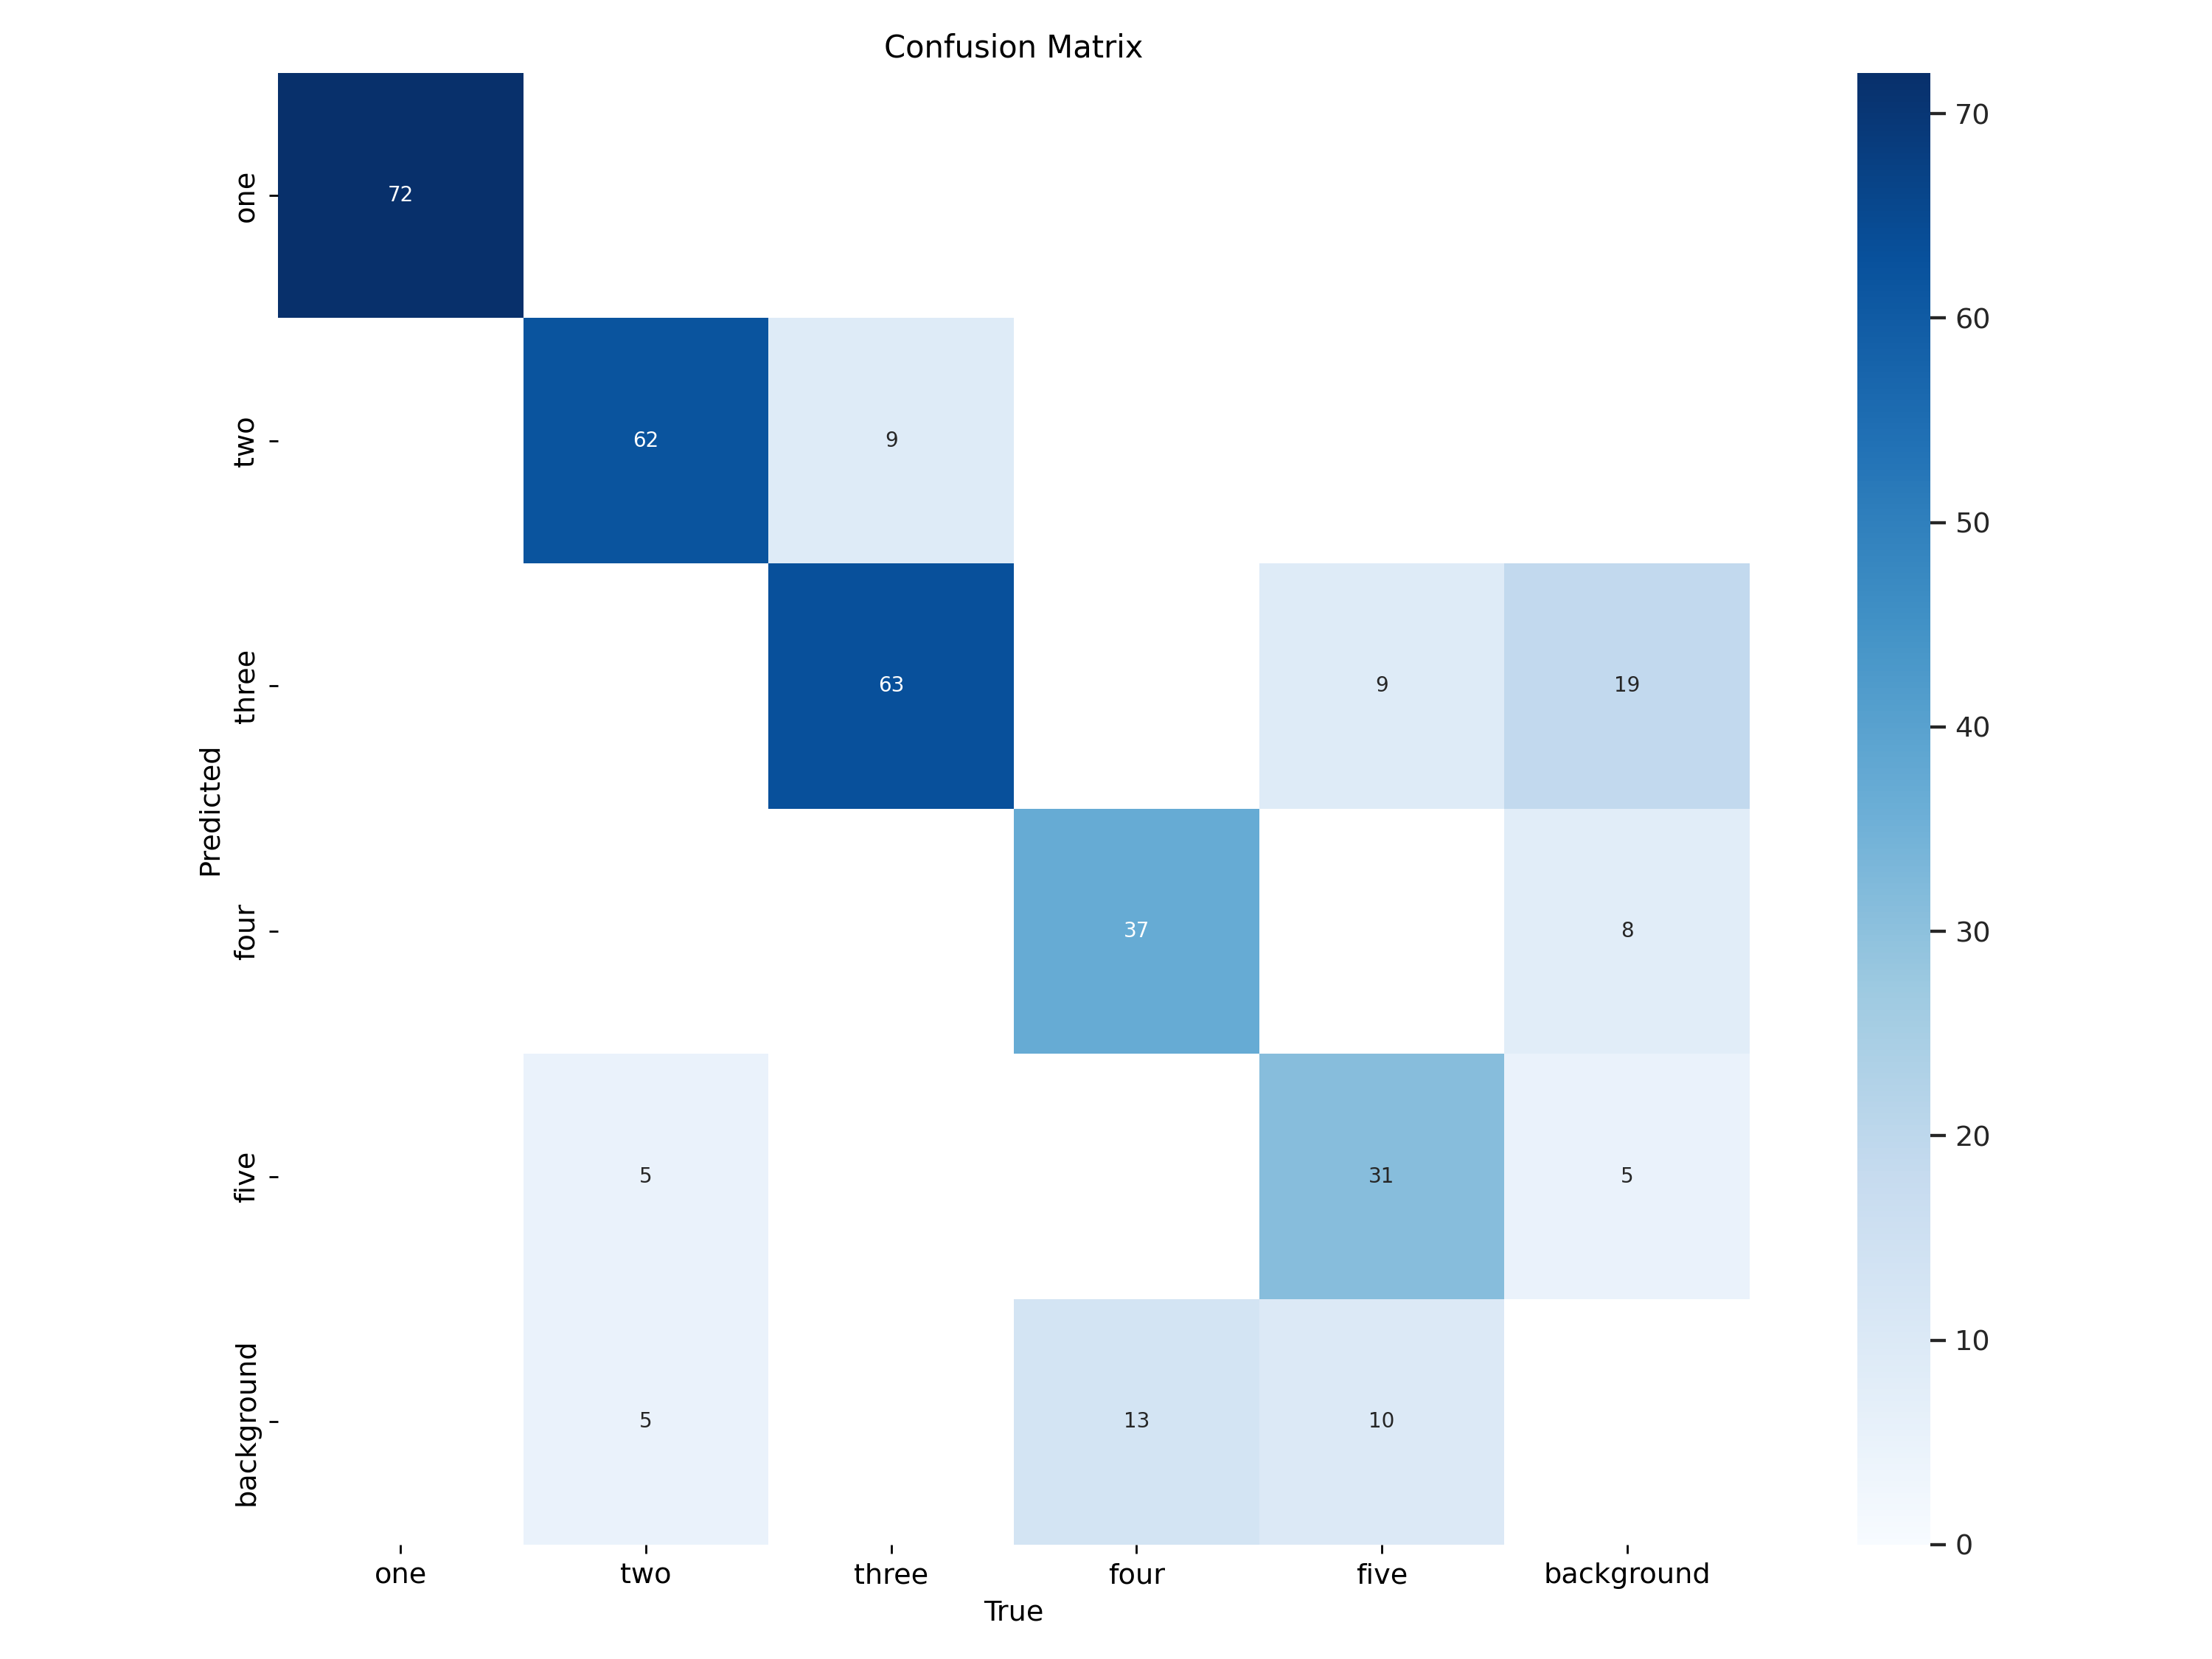 Confusion Matrix
70
one
72
60
two
62 9
50
three
63 9 19
40
Predicted
four
37 8
30
five
5 31 5
20
background
5 13 10
10
0
one two three four five background
True